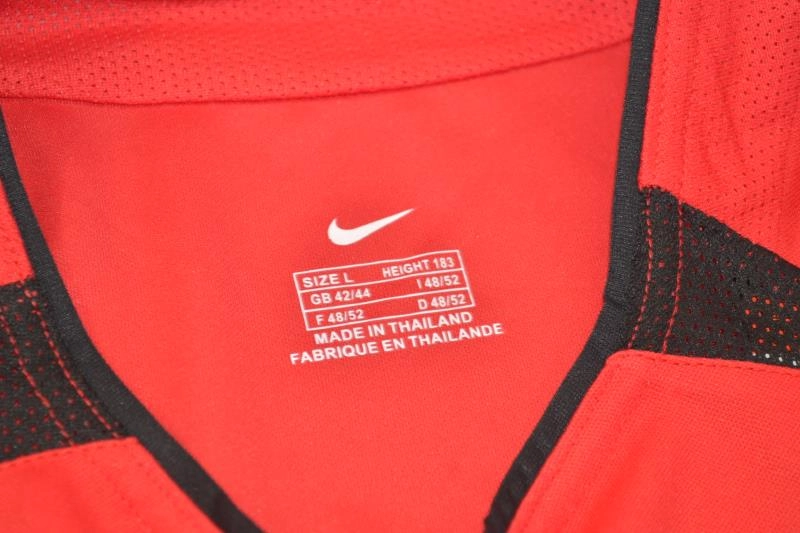 SIZE L HEIGHT 183
GB 42/44 I 48/52
F 48/52 D 48/52
MADE IN THAILAND
FABRIQUE EN THAILANDE